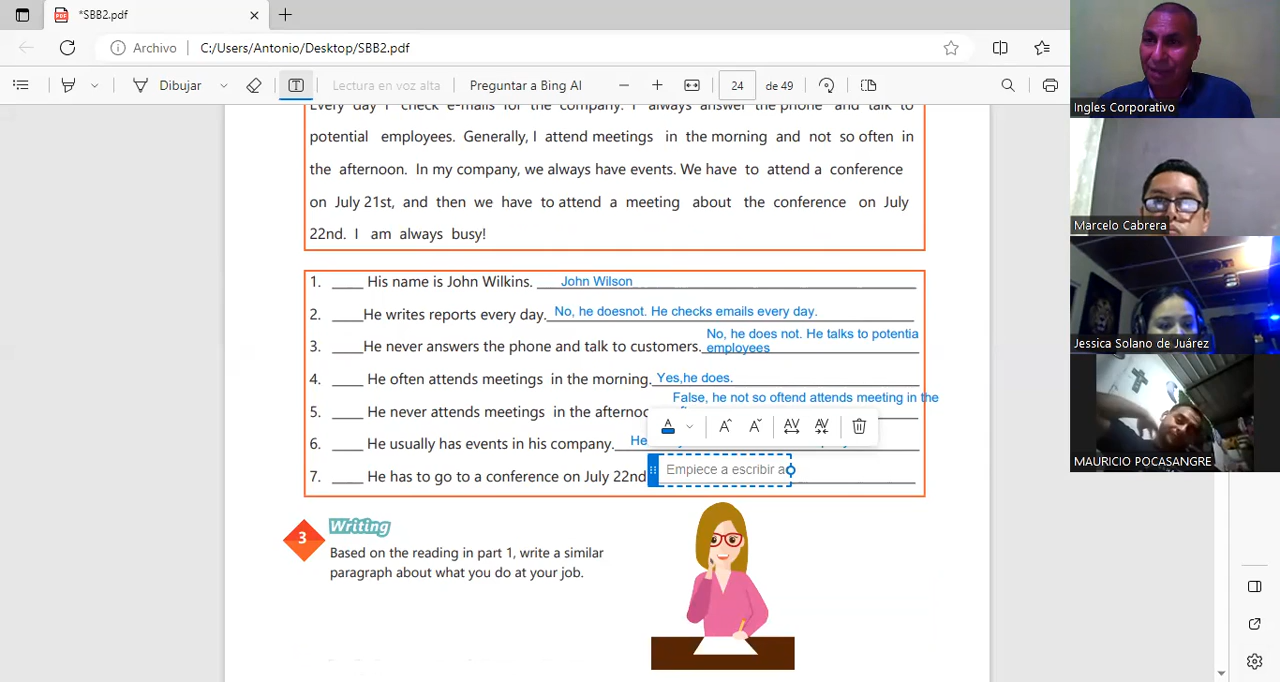 *SBB2.pdf
Archivo C:/Users/Antonio/Desktop/SBB2.pdf
Dibujar Lectura en voz alta Preguntar a Bing AI 24 de 49
Every day I check e-mails for the company. I always answer the phone and talk to
potential employees. Generally, I attend meetings in the morning and not so often in
the afternoon. In my company, we always have events. We have to attend a conference
on July 21st, and then we have to attend a meeting about the conference on July
22nd. I am always busy!
1. ____ His name is John Wilkins. John Wilson
2. ____He writes reports every day. No, he doesnot. He checks emails every day.
3. ____He never answers the phone and talk to customers. No, he does not. He talks to potentia
employees
4. ____ He often attends meetings in the morning. Yes,he does.
False, he not so oftend attends meeting in the
5. ____ He never attends meetings in the
6. ____ He usually has events in his company. He
7. ____ He has to go to a conference on July 22nd Empiece a escribir a
3 Writing
Based on the reading in part 1, write a similar
paragraph about what you do at your job.
Ingles Corporativo
Marcelo Cabrera
Jessica Solano de Juárez
MAURICIO POCASANGRE